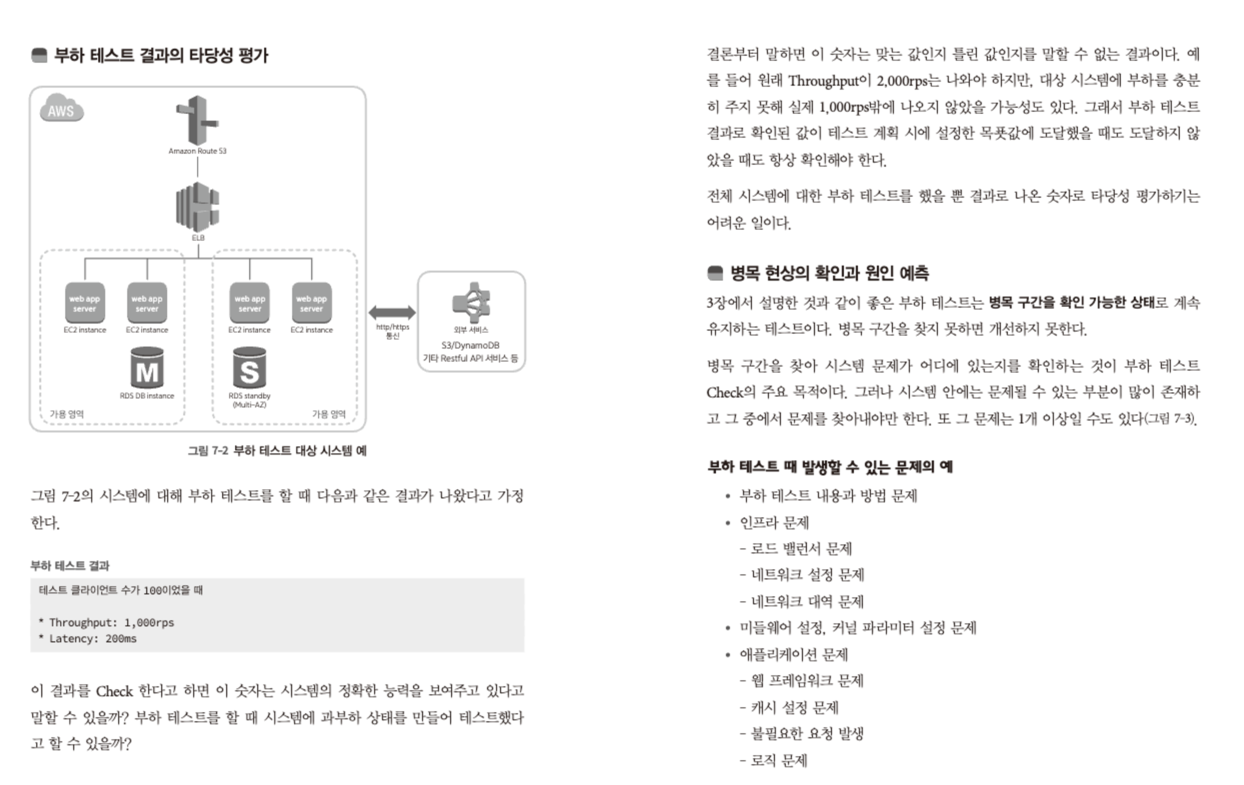 부하 테스트 결과의 타당성 평가
AWS
Amazon Route 53
ELB
web app server
EC2 instance
web app server
EC2 instance
web app server
EC2 instance
web app server
EC2 instance
M
RDS DB instance
S
RDS standby
(Multi-AZ)
가용 영역
가용 영역
http/https
통신
외부 서비스
S3/DynamoDB
기타 Restful API 서비스 등
그림 7-2 부하 테스트 대상 시스템 예
그림 7-2의 시스템에 대해 부하 테스트를 할 때 다음과 같은 결과가 나왔다고 가정
한다.
부하 테스트 결과
테스트 클라이언트 수가 100이었을 때
* Throughput: 1,000rps
* Latency: 200ms
이 결과를 Check 한다고 하면 이 숫자는 시스템의 정확한 능력을 보여주고 있다고
말할 수 있을까? 부하 테스트를 할 때 시스템에 과부하 상태를 만들어 테스트했다
고 할 수 있을까?
결론부터 말하면 이 숫자는 맞는 값인지 틀린 값인지를 말할 수 없는 결과이다. 예
를 들어 원래 Throughput이 2,000rps는 나와야 하지만, 대상 시스템에 부하를 충분
히 주지 못해 실제 1,000rps밖에 나오지 않았을 가능성도 있다. 그래서 부하 테스트
결과로 확인된 값이 테스트 계획 시에 설정한 목푯값에 도달했을 때도 도달하지 않
았을 때도 항상 확인해야 한다.
전체 시스템에 대한 부하 테스트를 했을 뿐 결과로 나온 숫자로 타당성 평가하기는
어려운 일이다.
병목 현상의 확인과 원인 예측
3장에서 설명한 것과 같이 좋은 부하 테스트는 병목 구간을 확인 가능한 상태로 계속
유지하는 테스트이다. 병목 구간을 찾지 못하면 개선하지 못한다.
병목 구간을 찾아 시스템 문제가 어디에 있는지를 확인하는 것이 부하 테스트
Check의 주요 목적이다. 그러나 시스템 안에는 문제될 수 있는 부분이 많이 존재하
고 그 중에서 문제를 찾아내야만 한다. 또 그 문제는 1개 이상일 수도 있다(그림 7-3).
부하 테스트 때 발생할 수 있는 문제의 예
• 부하 테스트 내용과 방법 문제
• 인프라 문제
- 로드 밸런서 문제
- 네트워크 설정 문제
- 네트워크 대역 문제
• 미들웨어 설정, 커널 파라미터 설정 문제
• 애플리케이션 문제
- 웹 프레임워크 문제
- 캐시 설정 문제
- 불필요한 요청 발생
- 로직 문제